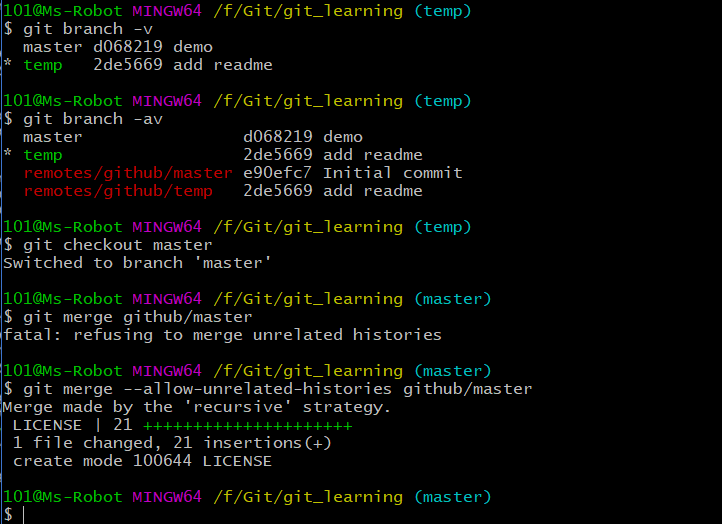 101@Ms-Robot MINGW64 /f/Git/git_learning (temp)
$ git branch -v
  master d068219 demo
* temp   2de5669 add readme
101@Ms-Robot MINGW64 /f/Git/git_learning (temp)
$ git branch -av
  master                d068219 demo
* temp                  2de5669 add readme
  remotes/github/master e90efc7 Initial commit
  remotes/github/temp   2de5669 add readme
101@Ms-Robot MINGW64 /f/Git/git_learning (temp)
$ git checkout master
Switched to branch 'master'
101@Ms-Robot MINGW64 /f/Git/git_learning (master)
$ git merge github/master
fatal: refusing to merge unrelated histories
101@Ms-Robot MINGW64 /f/Git/git_learning (master)
$ git merge --allow-unrelated-histories github/master
Merge made by the 'recursive' strategy.
 LICENSE | 21 +++++++++++++++++++++
 1 file changed, 21 insertions(+)
 create mode 100644 LICENSE
101@Ms-Robot MINGW64 /f/Git/git_learning (master)
$